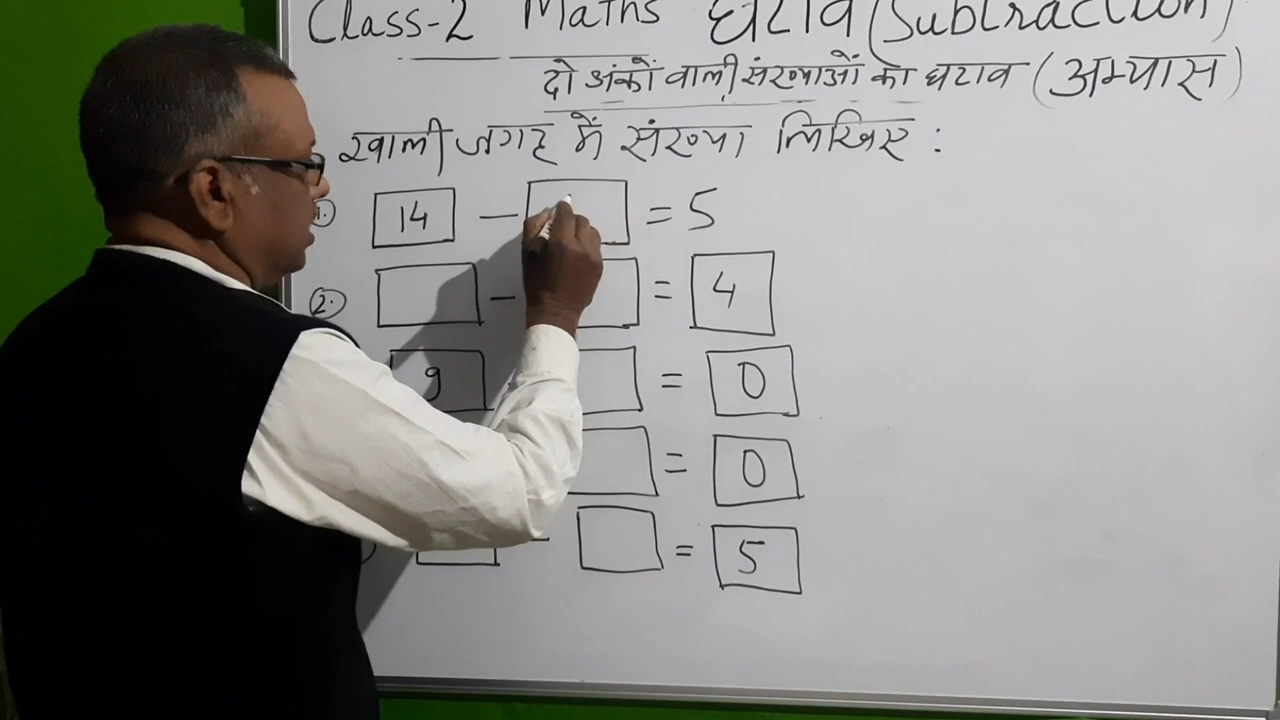 Class-2 Maths घटाव (Subtraction)
दो अंकों वाली संख्याओं का घटाव (अभ्यास)
खाली जगह में संख्या लिखिए :
1. 14 - = 5
2. - = 4
9 = 0
= 0
- = 5